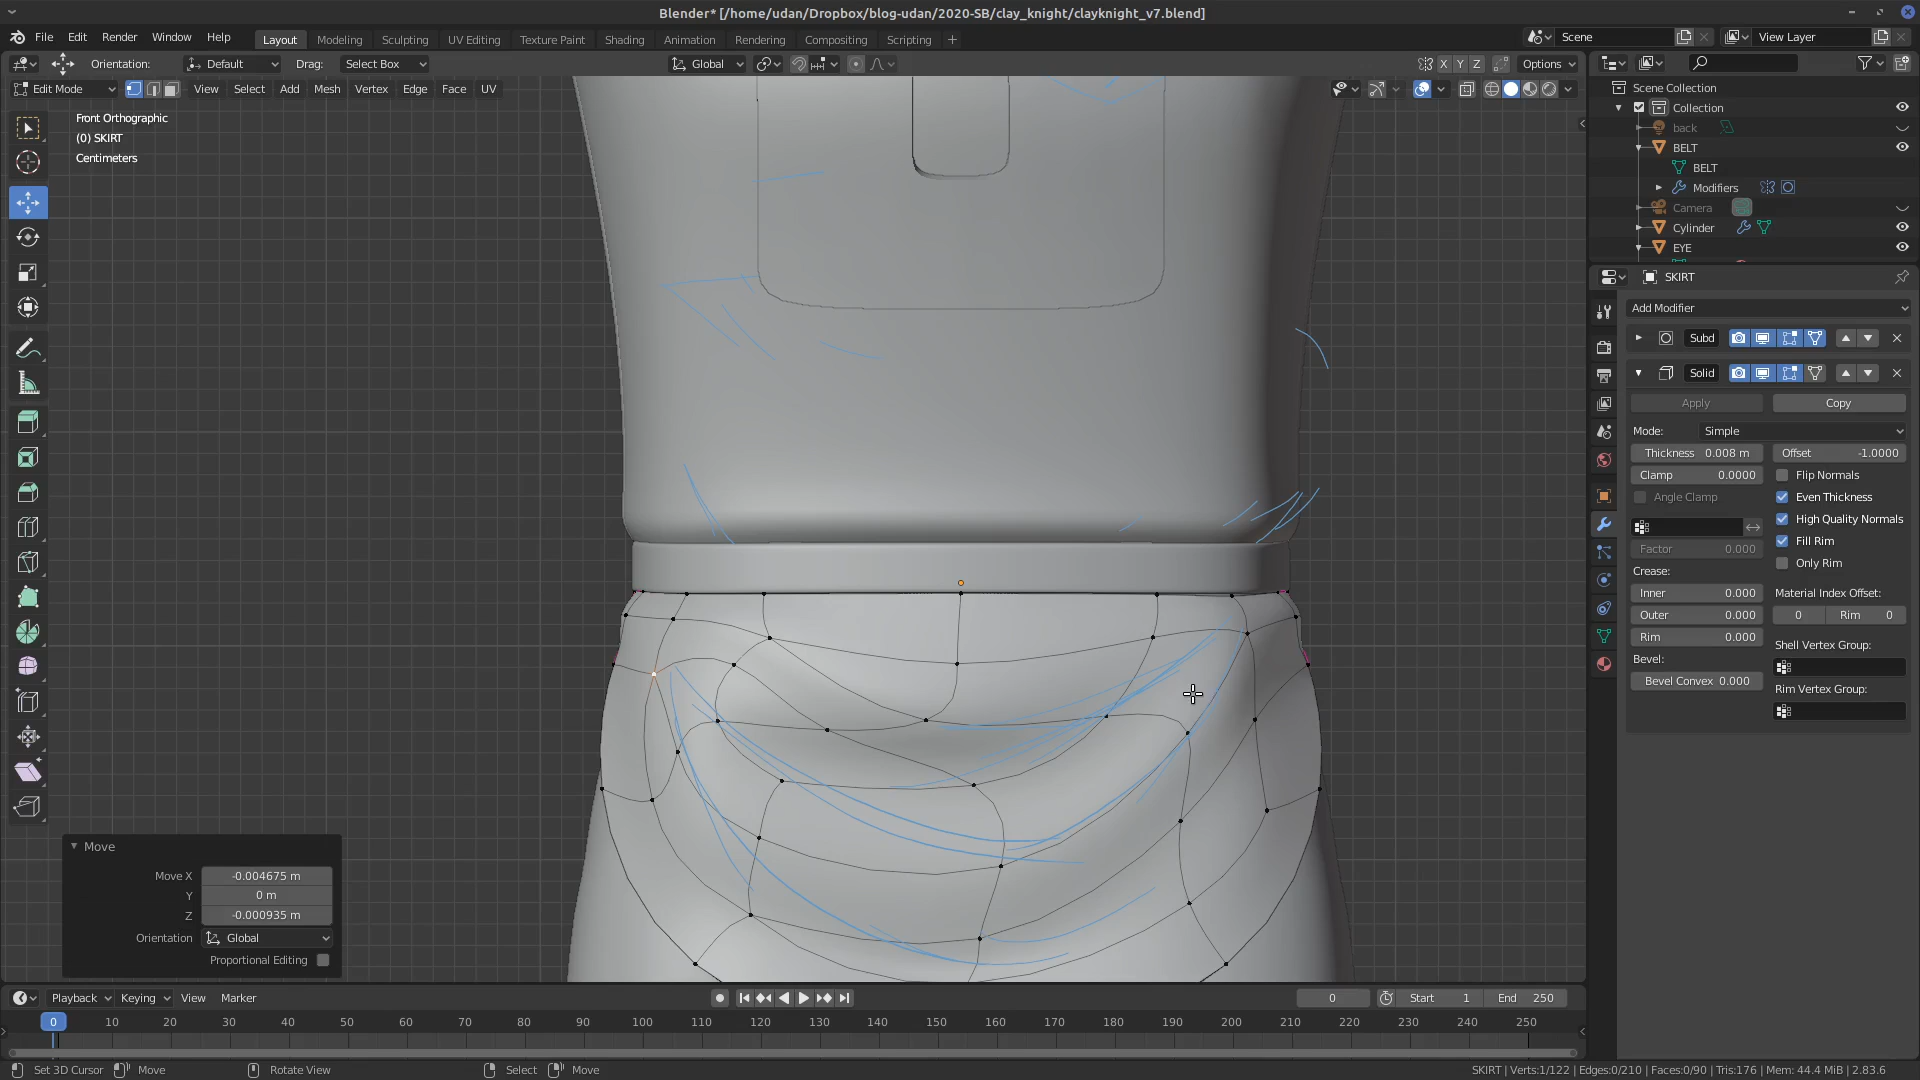 Blender* [/home/udan/Dropbox/blog-udan/2020-SB/clay_knight/clayknight_v7.blend]
File Edit Render Window Help Layout Modeling Sculpting UV Editing Texture Paint Shading Animation Rendering Compositing Scripting + Scene View Layer
Orientation: Default Drag: Select Box Global X Y Z Options
Edit Mode View Select Add Mesh Vertex Edge Face UV
Front Orthographic
(0) SKIRT
Centimeters
Scene Collection
Collection
back
BELT
BELT
Modifiers
Camera
Cylinder
EYE
SKIRT
Add Modifier
Subd
Solid
Apply Copy
Mode: Simple
Thickness 0.008 m Offset -1.0000
Clamp 0.0000 Flip Normals
Angle Clamp Even Thickness
High Quality Normals
Factor 0.000 Fill Rim
Crease: Only Rim
Inner 0.000 Material Index Offset:
Outer 0.000 0 Rim 0
Rim 0.000 Shell Vertex Group:
Bevel:
Bevel Convex 0.000 Rim Vertex Group:
Move
Move X -0.004675 m
Y 0 m
Z -0.000935 m
Orientation Global
Proportional Editing
Playback Keying View Marker 0 Start 1 End 250
0 10 20 30 40 50 60 70 80 90 100 110 120 130 140 150 160 170 180 190 200 210 220 230 240 250
Set 3D Cursor Move Rotate View Select Move SKIRT | Verts:1/122 | Edges:0/210 | Faces:0/90 | Tris:176 | Mem: 44.4 MiB | 2.83.6